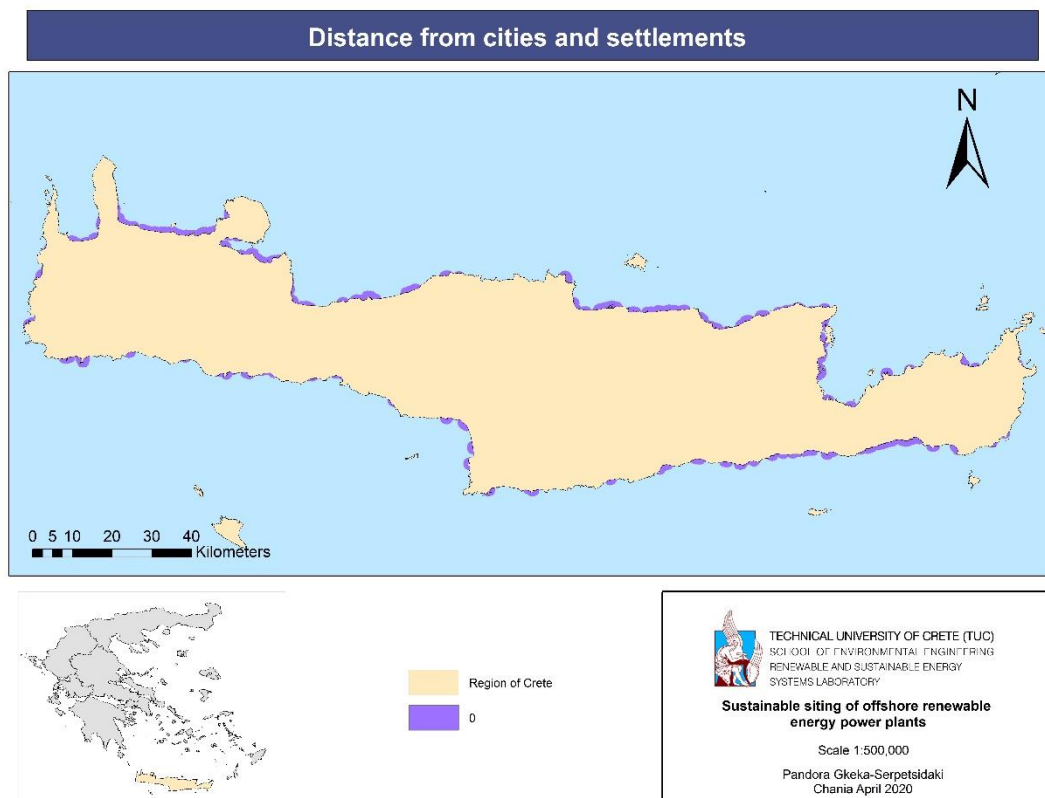 Distance from cities and settlements
N
0 5 10 20 30 40
Kilometers
Region of Crete
0
TECHNICAL UNIVERSITY OF CRETE (TUC)
SCHOOL OF ENVIRONMENTAL ENGINEERING
RENEWABLE AND SUSTAINABLE ENERGY
SYSTEMS LABORATORY
Sustainable siting of offshore renewable
energy power plants
Scale 1:500,000
Pandora Gkeka-Serpetsidaki
Chania April 2020